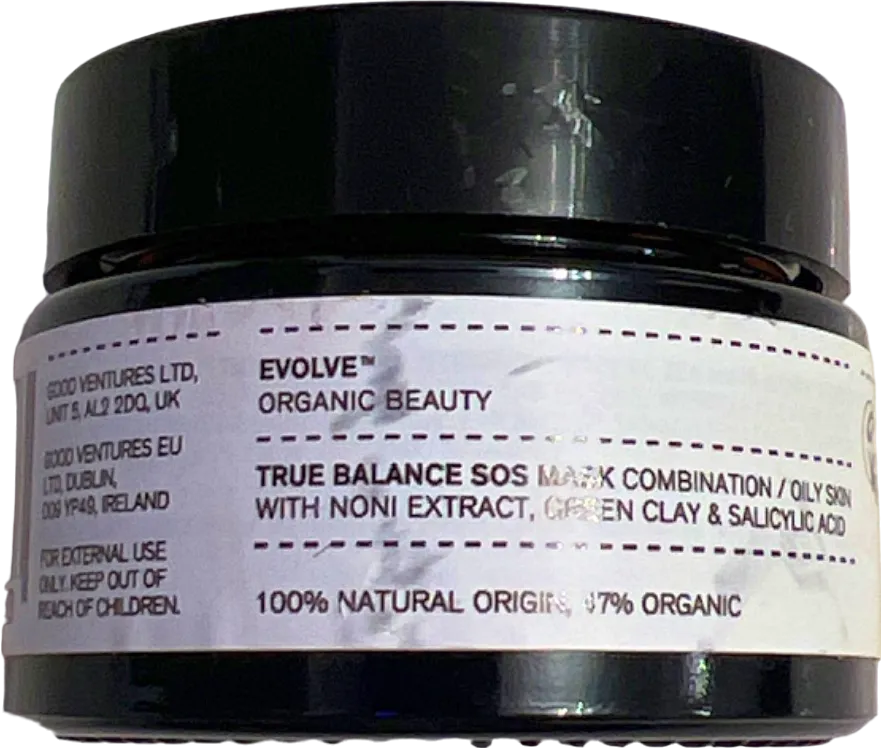 GOOD VENTURES LTD,
UNIT 5, AL2 2DQ, UK
GOOD VENTURES EU
LTD, DUBLIN,
D09 YP49, IRELAND
FOR EXTERNAL USE
ONLY. KEEP OUT OF
REACH OF CHILDREN.
EVOLVE™
ORGANIC BEAUTY
TRUE BALANCE SOS MASK COMBINATION / OILY SKIN
WITH NONI EXTRACT, GREEN CLAY & SALICYLIC ACID
100% NATURAL ORIGIN, ORGANIC